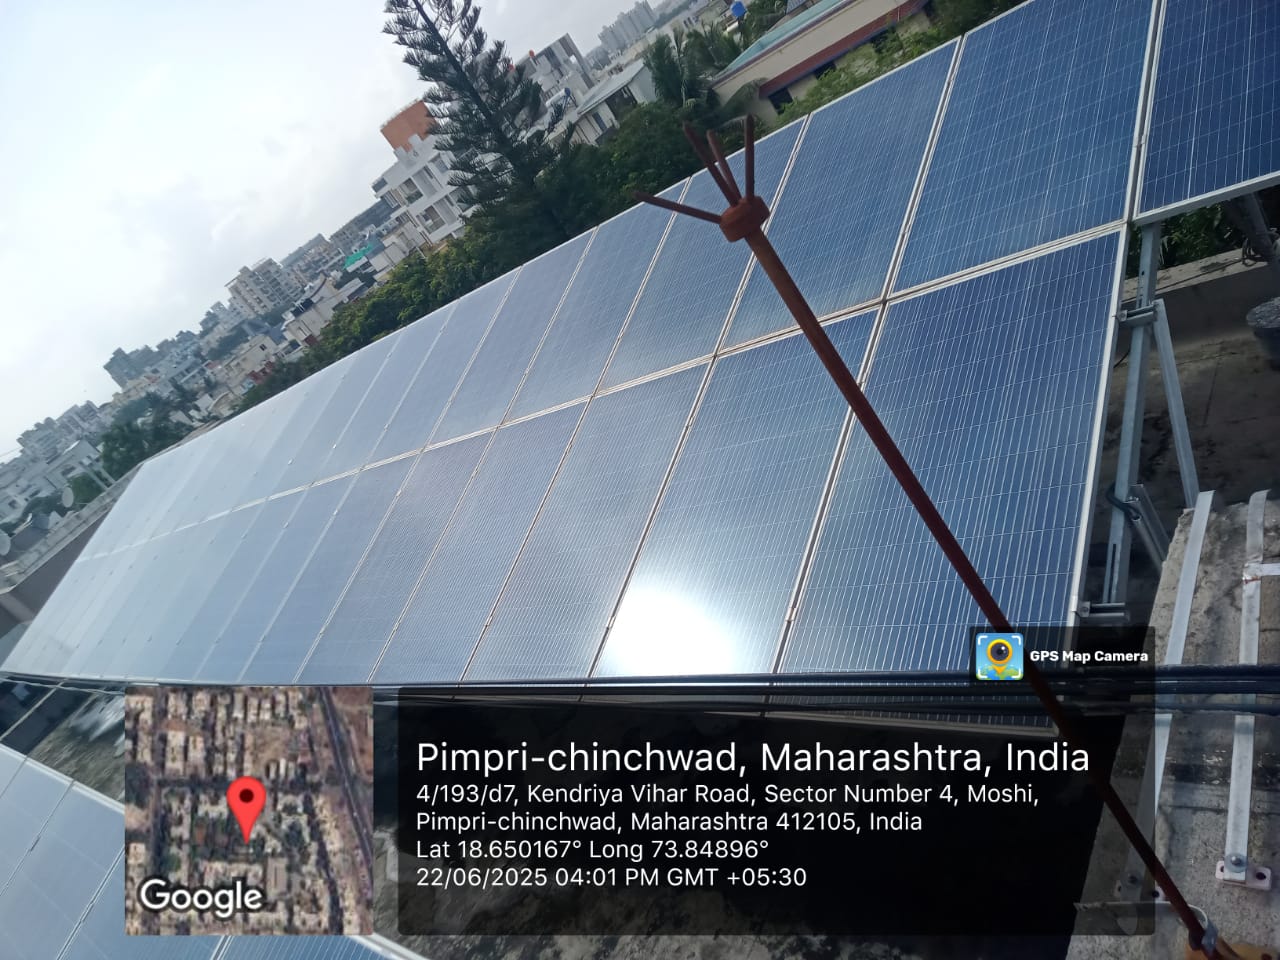 GPS Map Camera
Pimpri-chinchwad, Maharashtra, India
4/193/d7, Kendriya Vihar Road, Sector Number 4, Moshi,
Pimpri-chinchwad, Maharashtra 412105, India
Lat 18.650167° Long 73.84896°
22/06/2025 04:01 PM GMT +05:30
Google